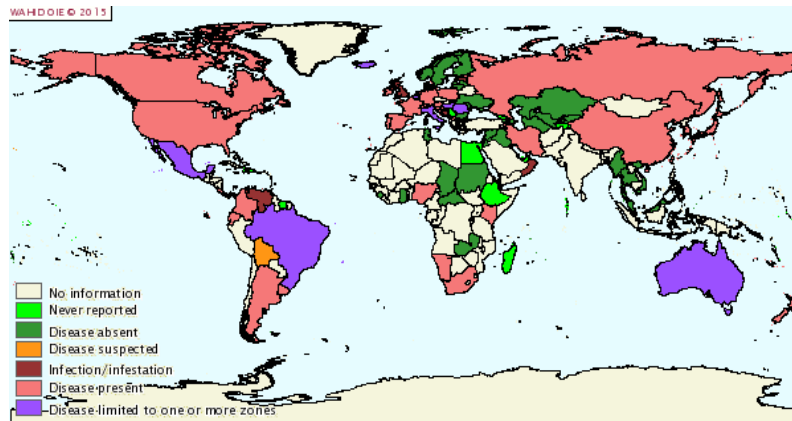 WAHID OIE © 2015
No information
Never reported
Disease absent
Disease suspected
Infection/infestation
Disease present
Disease limited to one or more zones